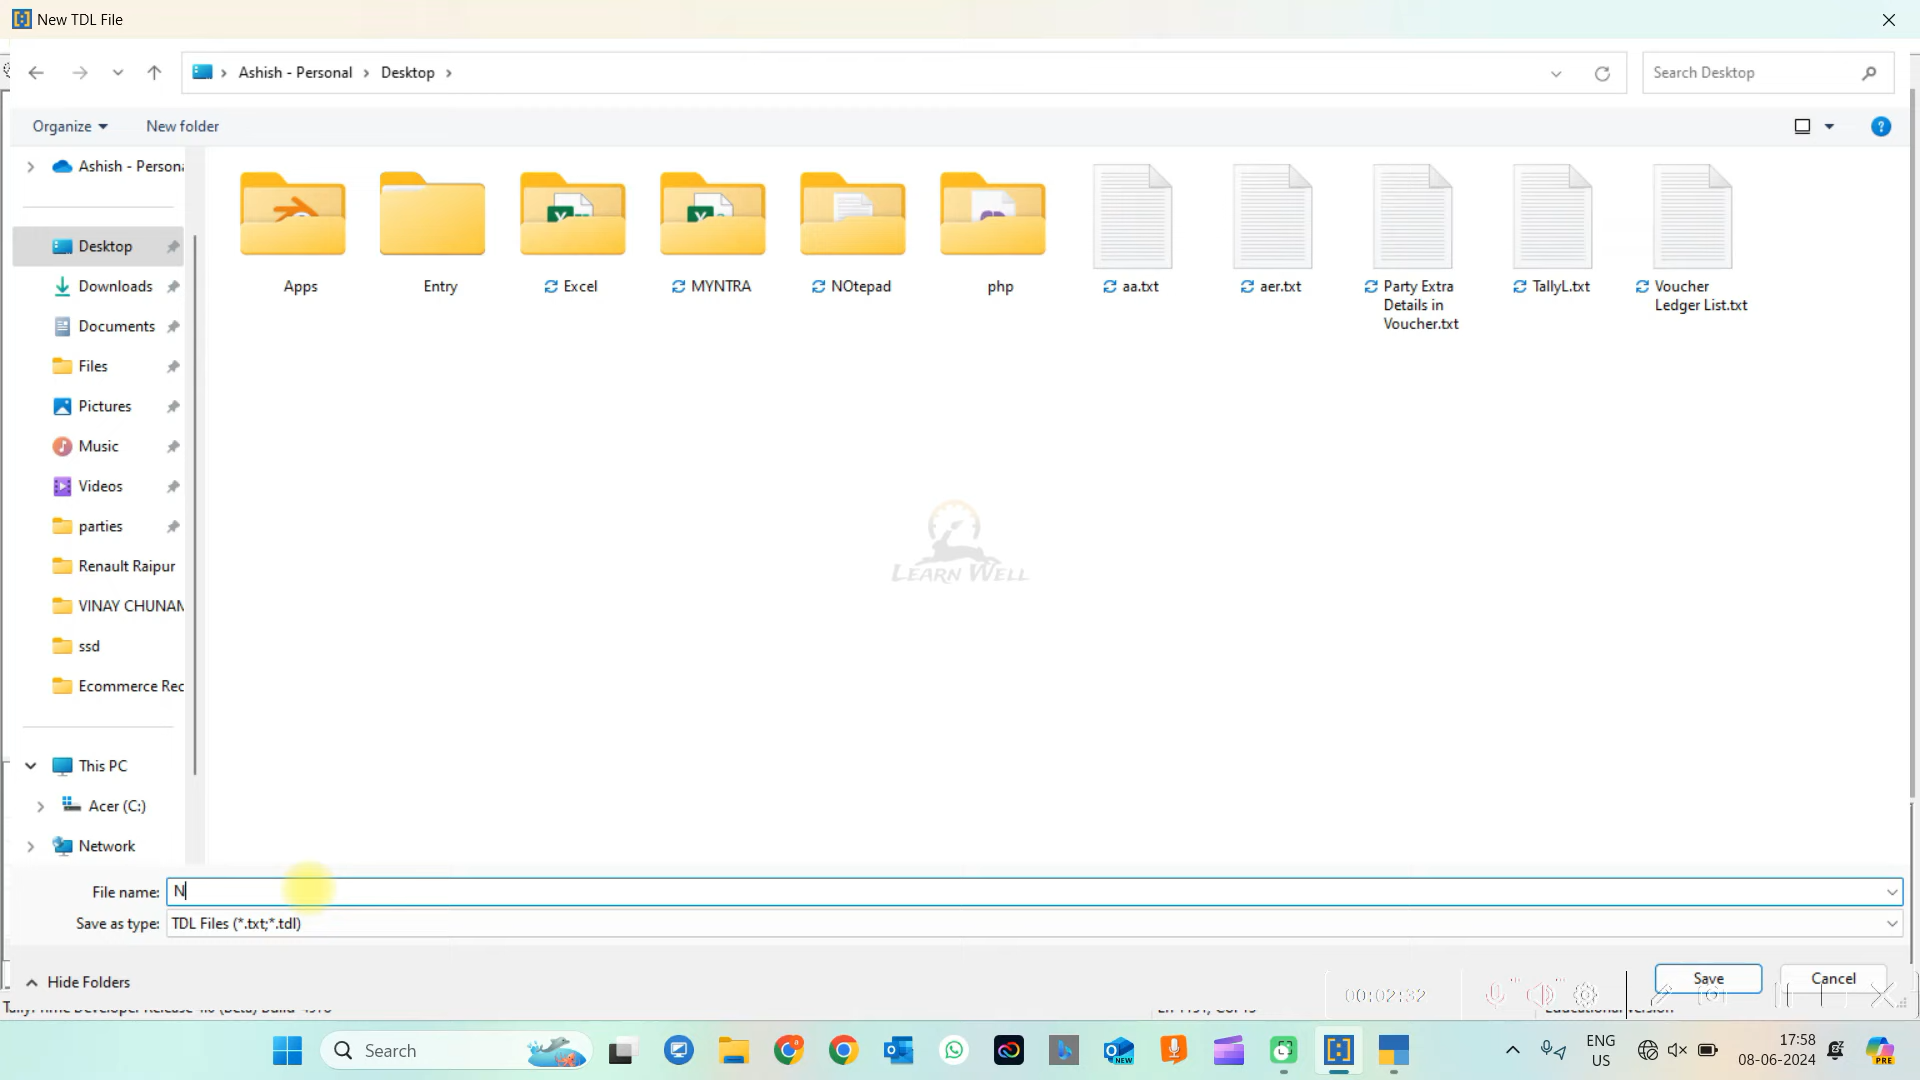 New TDL File
Ashish - Personal > Desktop >
Search Desktop
Organize
New folder
Ashish - Persona
Desktop
Downloads
Documents
Files
Pictures
Music
Videos
parties
Renault Raipur
VINAY CHUNAM
ssd
Ecommerce Rec
This PC
Acer (C:)
Network
Apps
Entry
Excel
MYNTRA
NOtepad
php
aa.txt
aer.txt
Party Extra
Details in
Voucher.txt
TallyL.txt
Voucher
Ledger List.txt
LEARN WELL
File name: N
Save as type: TDL Files (*.txt;*.tdl)
Hide Folders
00:02:32
Save
Cancel
Search
ENG
US
17:58
08-06-2024
NEW
PRE